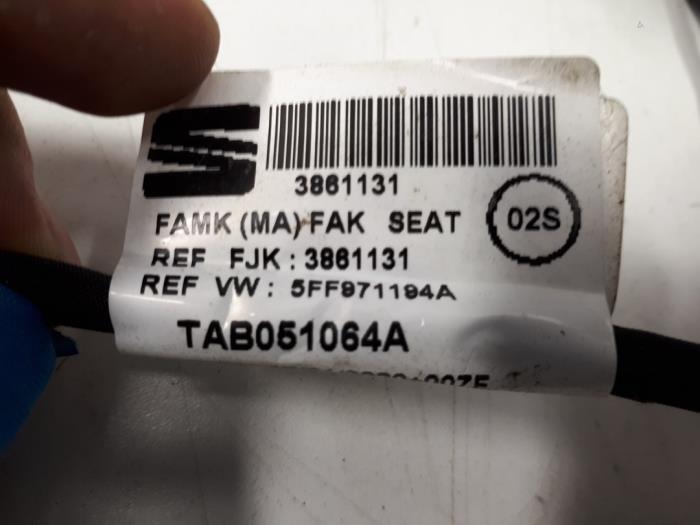 3861131
FAMK (MA) FAK SEAT
02S
REF FJK : 3861131
REF VW : 5FF971194A
TAB051064A